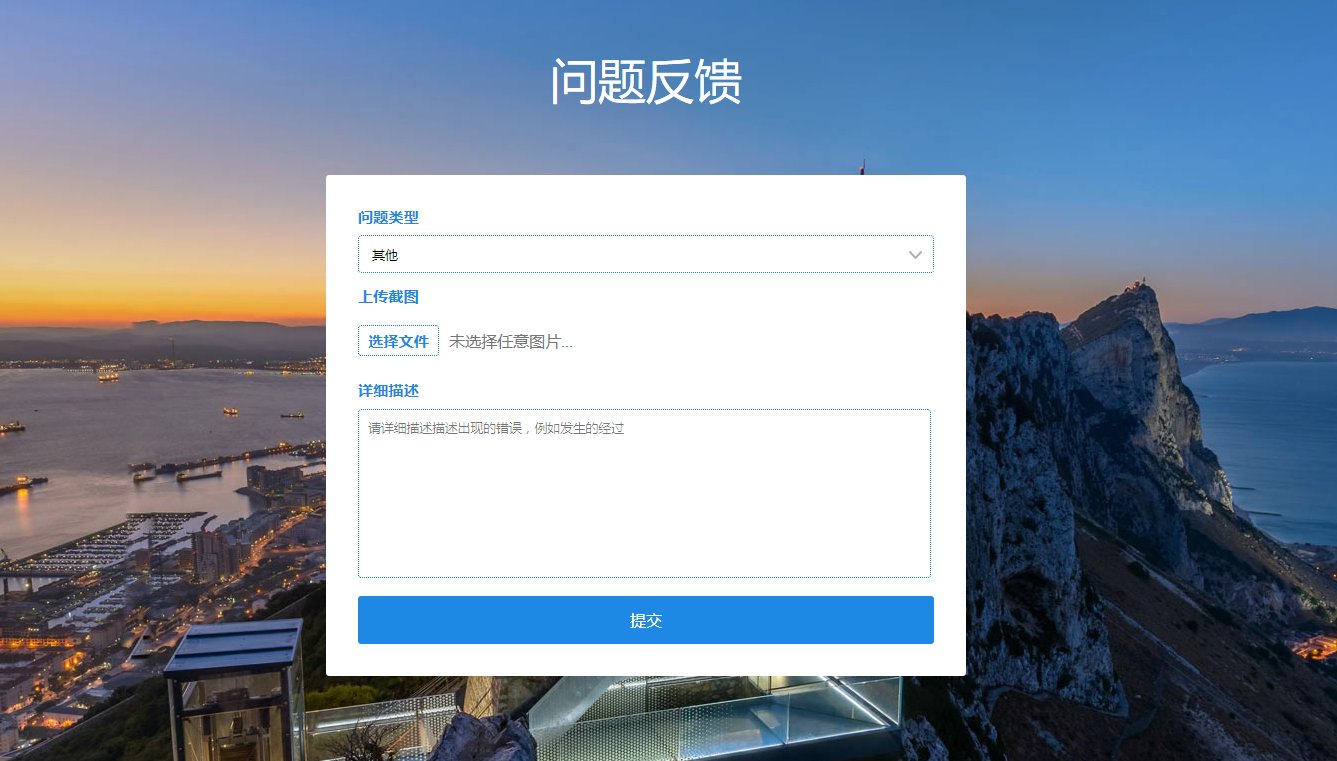 问题反馈
问题类型
其他
上传截图
选择文件 未选择任意图片...
详细描述
请详细描述描述出现的错误，例如发生的经过
提交